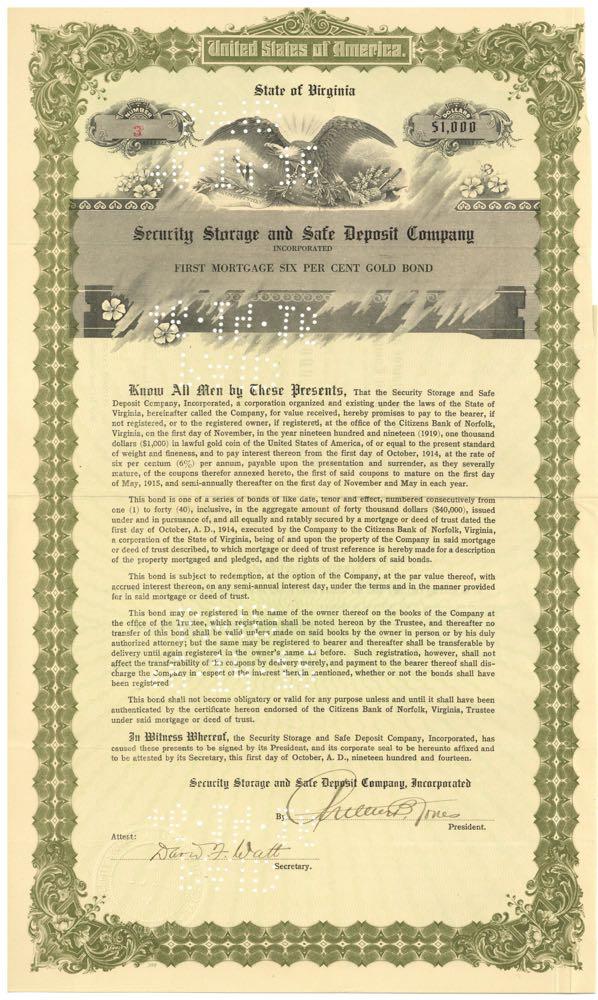 United States of America.
State of Virginia
NUMBER
3
DOLLARS
$1,000
Security Storage and Safe Deposit Company
INCORPORATED
FIRST MORTGAGE SIX PER CENT GOLD BOND
Know All Men by These Presents, That the Security Storage and Safe
Deposit Company, Incorporated, a corporation organized and existing under the laws of the State of
Virginia, hereinafter called the Company, for value received, hereby promises to pay to the bearer, if
not registered, or to the registered owner, if registered, at the office of the Citizens Bank of Norfolk,
Virginia, on the first day of November, in the year nineteen hundred and nineteen (1919), one thousand
dollars ($1,000) in lawful gold coin of the United States of America, of or equal to the present standard
of weight and fineness, and to pay interest thereon from the first day of October, 1914, at the rate of
six per centum (6%) per annum, payable upon the presentation and surrender, as they severally
mature, of the coupons therefor annexed hereto, the first of said coupons to mature on the first day
of May, 1915, and semi-annually thereafter on the first day of November and May in each year.
This bond is one of a series of bonds of like date, tenor and effect, numbered consecutively from
one (1) to forty (40), inclusive, in the aggregate amount of forty thousand dollars ($40,000), issued
under and in pursuance of, and all equally and ratably secured by a mortgage or deed of trust dated the
first day of October, A. D., 1914, executed by the Company to the Citizens Bank of Norfolk, Virginia,
a corporation of the State of Virginia, being of and upon the property of the Company in said mortgage
or deed of trust described, to which mortgage or deed of trust reference is hereby made for a description
of the property mortgaged and pledged, and the rights of the holders of said bonds.
This bond is subject to redemption, at the option of the Company, at the par value thereof, with
accrued interest thereon, on any semi-annual interest day, under the terms and in the manner provided
for in said mortgage or deed of trust.
This bond may be registered in the name of the owner thereof on the books of the Company at
the office of the Trustee, which registration shall be noted hereon by the Trustee, and thereafter no
transfer of this bond shall be valid unless made on said books by the owner in person or by his duly
authorized attorney; but the same may be registered to bearer and thereafter shall be transferable by
delivery until again registered in the owner's name as before. Such registration, however, shall not
affect the transferability of the coupons by delivery merely, and payment to the bearer thereof shall dis-
charge the Company in respect of the interest therein mentioned, whether or not the bonds shall have
been registered
This bond shall not become obligatory or valid for any purpose unless and until it shall have been
authenticated by the certificate hereon endorsed of the Citizens Bank of Norfolk, Virginia, Trustee
under said mortgage or deed of trust.
In Witness Whereof, the Security Storage and Safe Deposit Company, Incorporated, has
caused these presents to be signed by its President, and its corporate seal to be hereunto affixed and
to be attested by its Secretary, this first day of October, A. D., nineteen hundred and fourteen.
Security Storage and Safe Deposit Company, Incorporated
By
Jones
President.
Attest:
David F. Watt
Secretary.